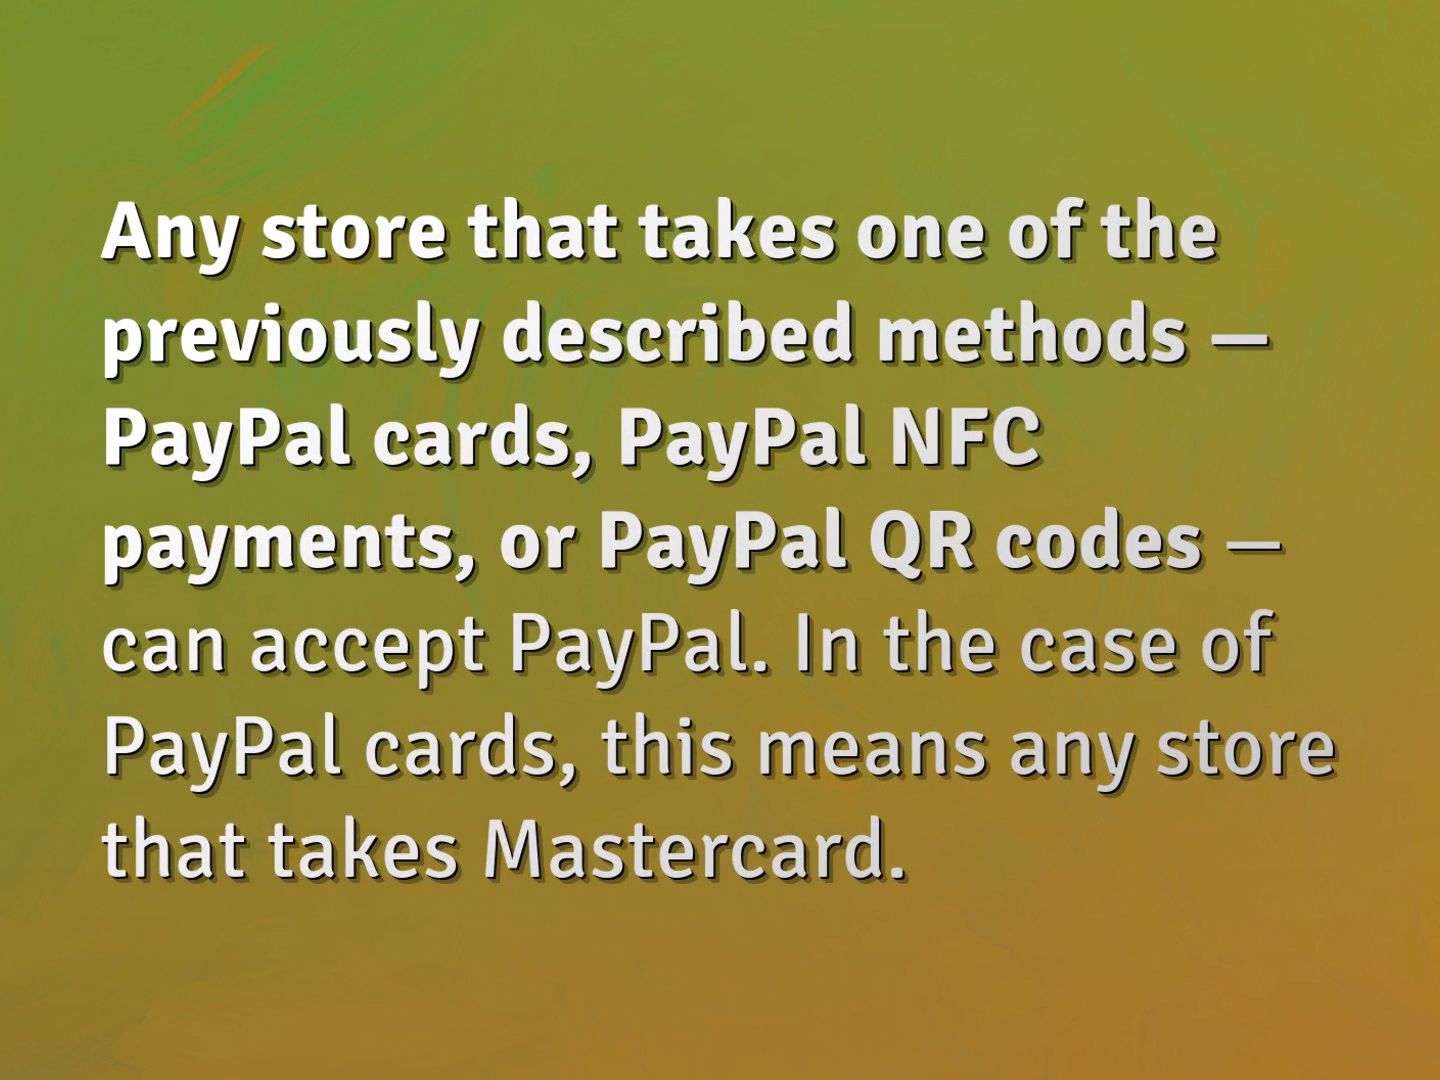 Any store that takes one of the
previously described methods —
PayPal cards, PayPal NFC
payments, or PayPal QR codes —
can accept PayPal. In the case of
PayPal cards, this means any store
that takes Mastercard.